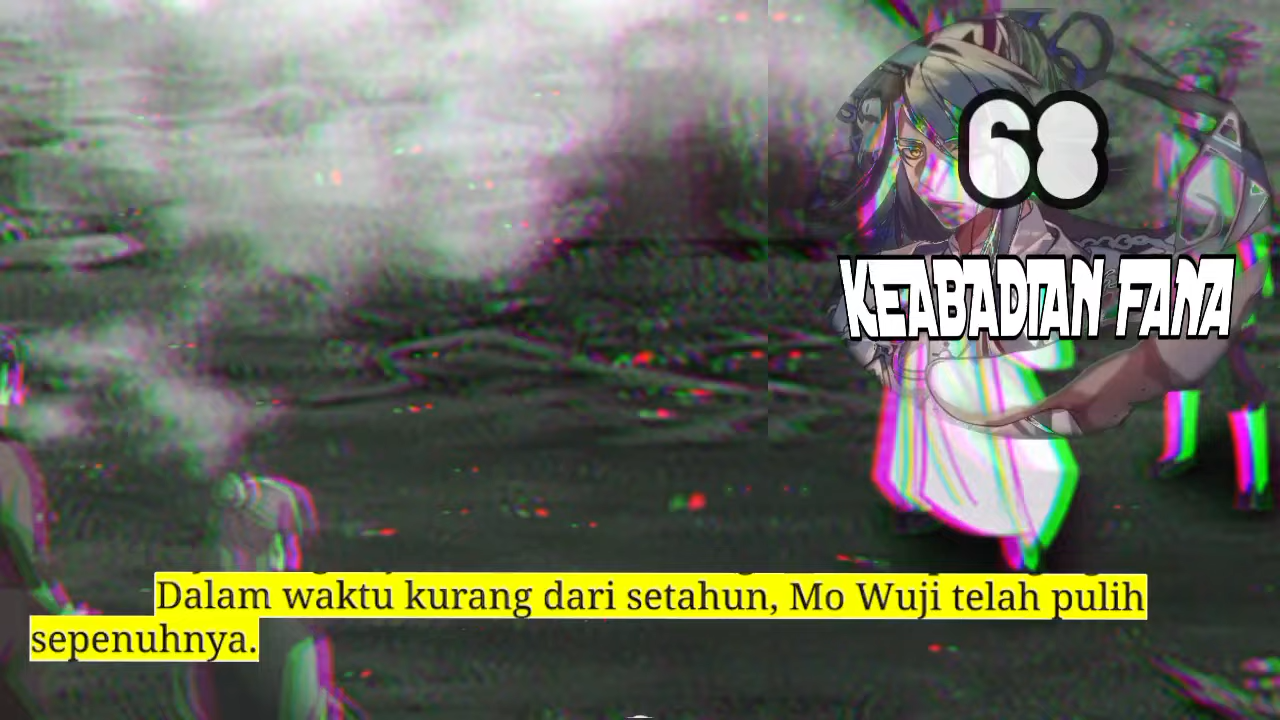 68
KEABADIAN FANA
Dalam waktu kurang dari setahun, Mo Wuji telah pulih
sepenuhnya.